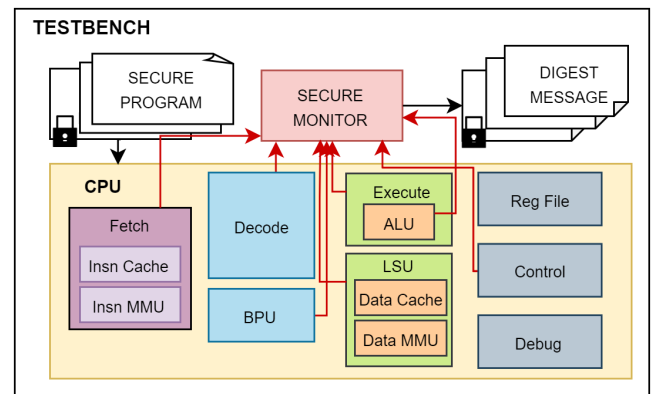 TESTBENCH
SECURE
PROGRAM
SECURE
MONITOR
DIGEST
MESSAGE
CPU
Fetch
Insn Cache
Insn MMU
Decode
BPU
Execute
ALU
LSU
Data Cache
Data MMU
Reg File
Control
Debug